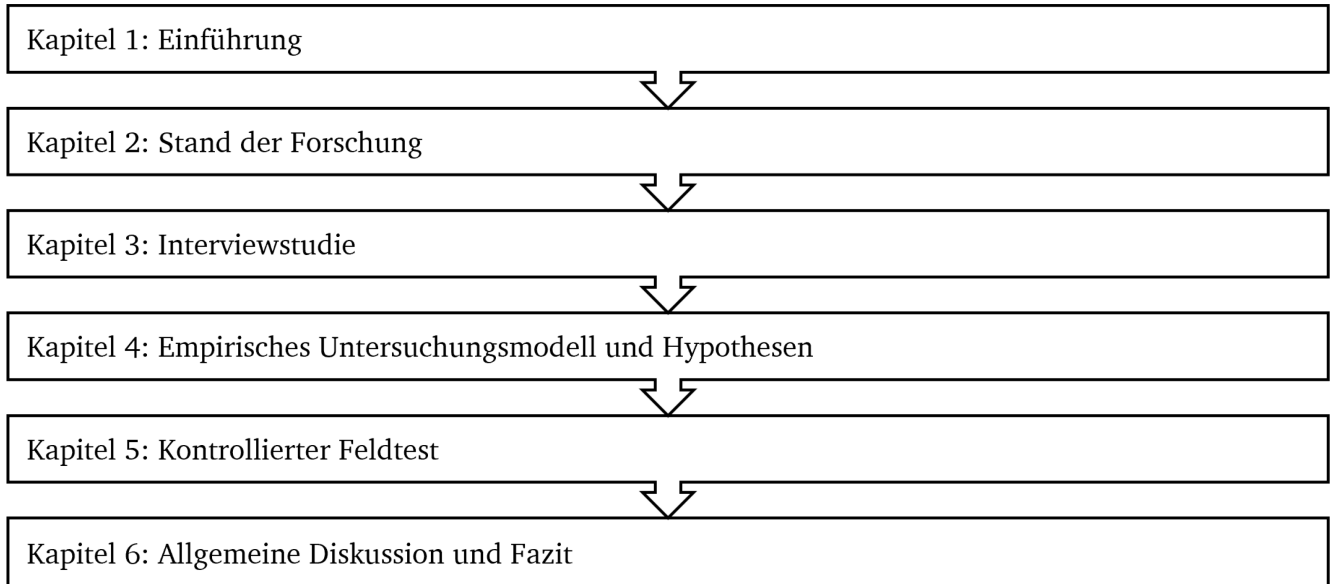 Kapitel 1: Einführung
Kapitel 2: Stand der Forschung
Kapitel 3: Interviewstudie
Kapitel 4: Empirisches Untersuchungsmodell und Hypothesen
Kapitel 5: Kontrollierter Feldtest
Kapitel 6: Allgemeine Diskussion und Fazit